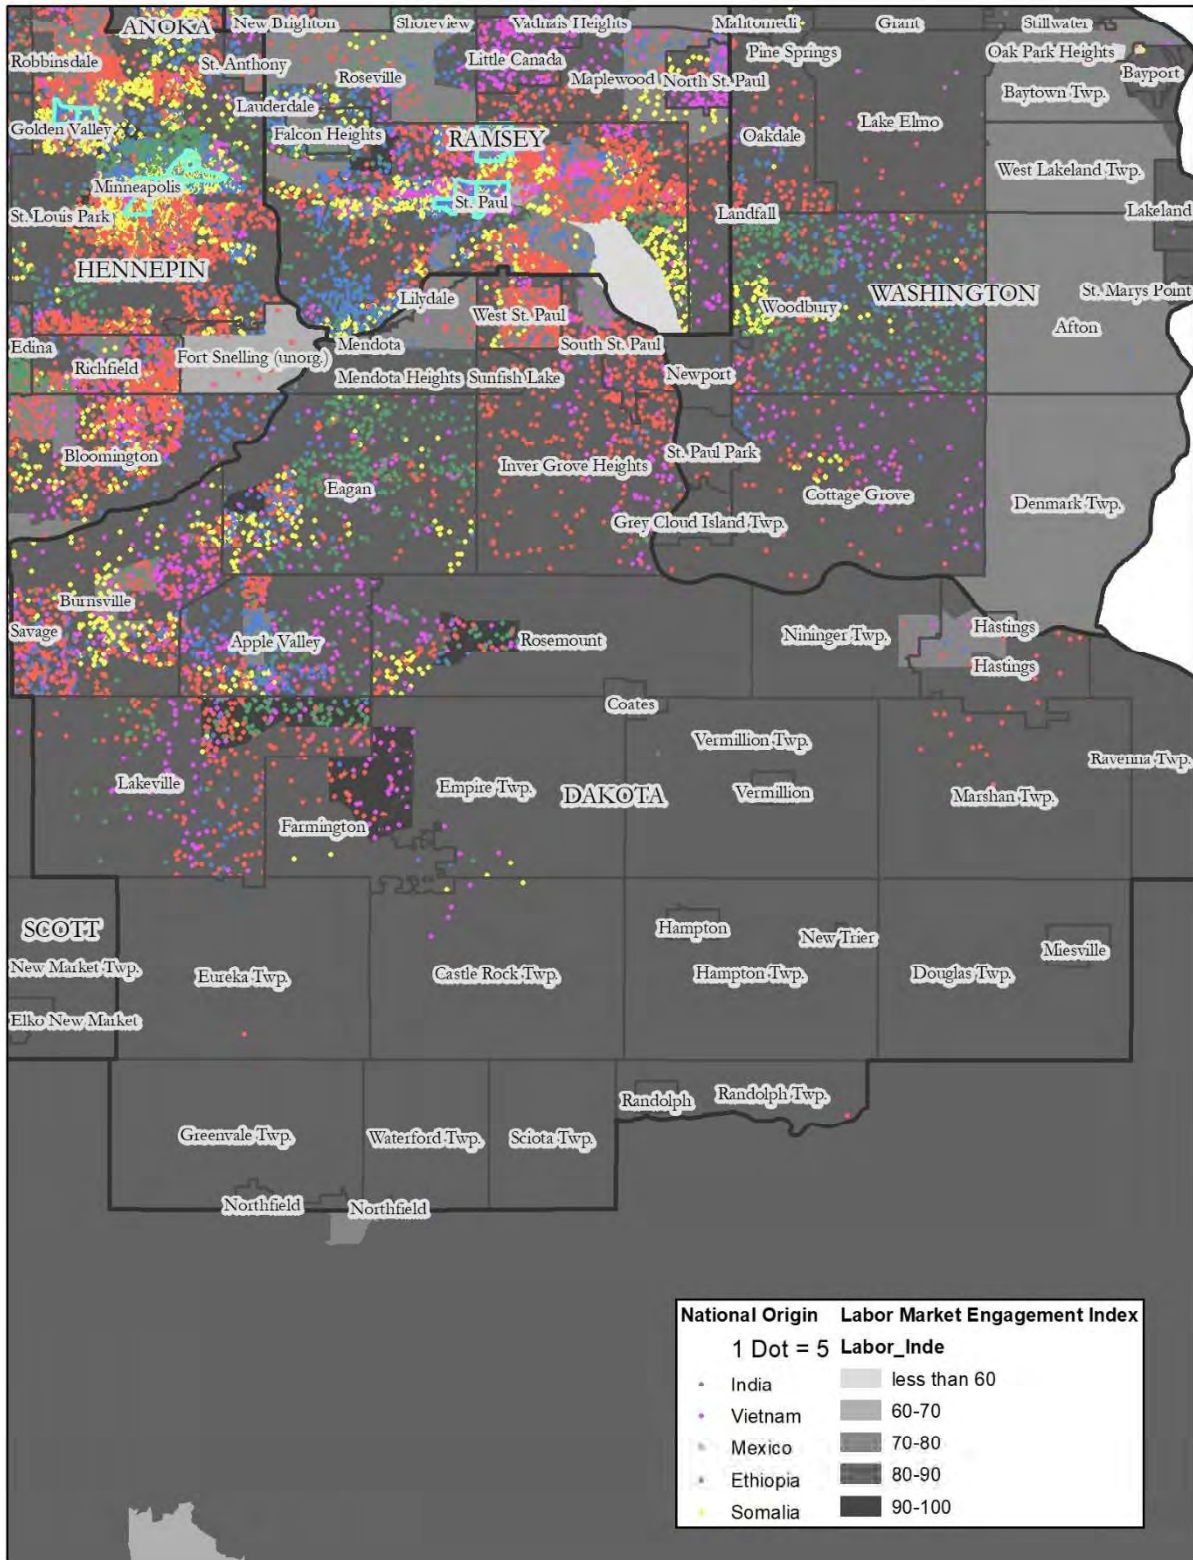 ANOKA
New Brighton
Shoreview
Vadnais Heights
Mahtomedi
Grant
Stillwater
Robbinsdale
St. Anthony
Roseville
Little Canada
Maplewood
North St. Paul
Pine Springs
Oak Park Heights
Bayport
Baytown Twp.
Lauderdale
Golden Valley
Falcon Heights
RAMSEY
Oakdale
Lake Elmo
West Lakeland Twp.
Minneapolis
St. Louis Park
St. Paul
Landfall
Lakeland
HENNEPIN
Lilydale
West St. Paul
Woodbury
WASHINGTON
St. Marys Point
Afton
Edina
Richfield
Fort Snelling (unorg.)
Mendota
South St. Paul
Mendota Heights
Sunfish Lake
Newport
Bloomington
Eagan
Inver Grove Heights
St. Paul Park
Cottage Grove
Denmark Twp.
Grey Cloud Island Twp.
Burnsville
Savage
Apple Valley
Rosemount
Nininger Twp.
Hastings
Hastings
Coates
Vermillion Twp.
Ravenna Twp.
Lakeville
Empire Twp.
DAKOTA
Vermillion
Marshan Twp.
Farmington
SCOTT
Hampton
New Trier
Miesville
New Market Twp.
Eureka Twp.
Castle Rock Twp.
Hampton Twp.
Douglas Twp.
Elko New Market
Randolph
Randolph Twp.
Greenvale Twp.
Waterford Twp.
Sciota Twp.
Northfield
Northfield
National Origin
1 Dot = 5
India
Vietnam
Mexico
Ethiopia
Somalia
Labor Market Engagement Index
Labor_Inde
less than 60
60-70
70-80
80-90
90-100